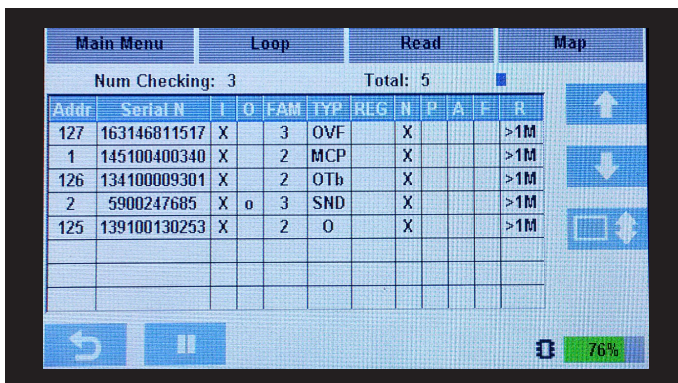 Main Menu Loop Read Map
Num Checking: 3 Total: 5
Addr Serial N I O FAM TYP REG N P A F R
127 163146811517 X 3 OVF X >1M
1 145100400340 X 2 MCP X >1M
126 134100009301 X 2 OTb X >1M
2 5900247685 X o 3 SND X >1M
125 139100130253 X 2 O X >1M
76%